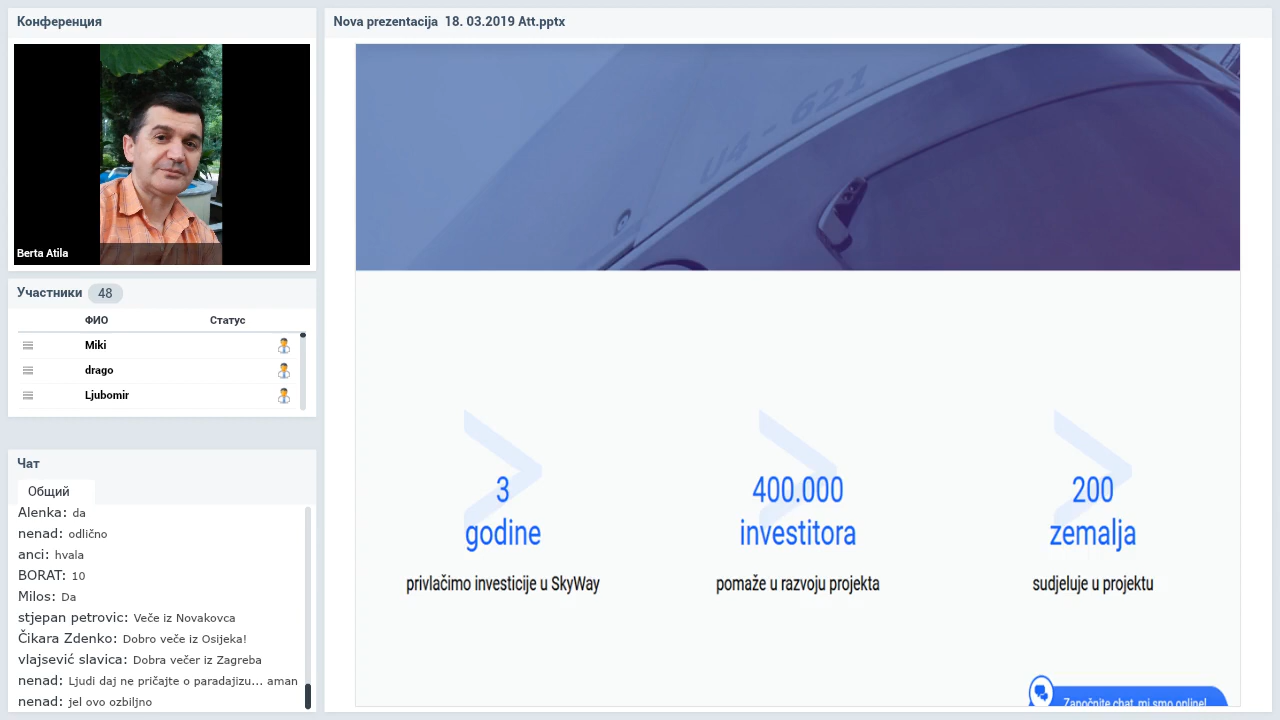 Конференция
Berta Atila
Участники 48
ФИО Статус
Miki
drago
Ljubomir
Чат
Общий
Alenka: da
nenad: odlično
anci: hvala
BORAT: 10
Milos: Da
stjepan petrovic: Veče iz Novakovca
Čikara Zdenko: Dobro veče iz Osijeka!
vlajsević slavica: Dobra večer iz Zagreba
nenad: Ljudi daj ne pričajte o paradajizu... aman
nenad: jel ovo ozbiljno
Nova prezentacija 18. 03.2019 Att.pptx
U4 - 621
3
godine
privlačimo investicije u SkyWay
400.000
investitora
pomaže u razvoju projekta
200
zemalja
sudjeluje u projektu
Započnite chat, mi smo online!